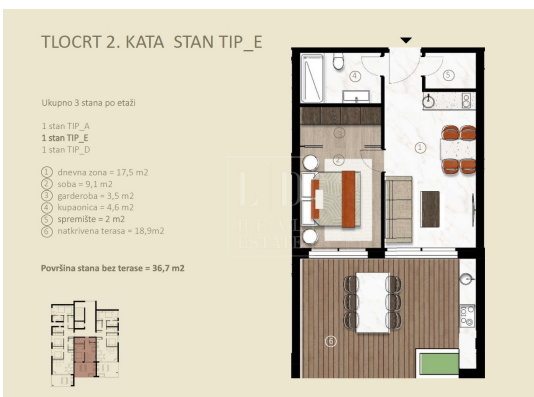 TLOCRT 2. KATA  STAN TIP_E
Ukupno 3 stana po etaži
1 stan TIP_A
1 stan TIP_E
1 stan TIP_D
1 dnevna zona = 17,5 m2
2 soba = 9,1 m2
3 garderoba = 3,5 m2
4 kupaonica = 4,6 m2
5 spremište = 2 m2
6 natkrivena terasa = 18,9m2
Površina stana bez terase = 36,7 m2
4
5
3
1
2
6